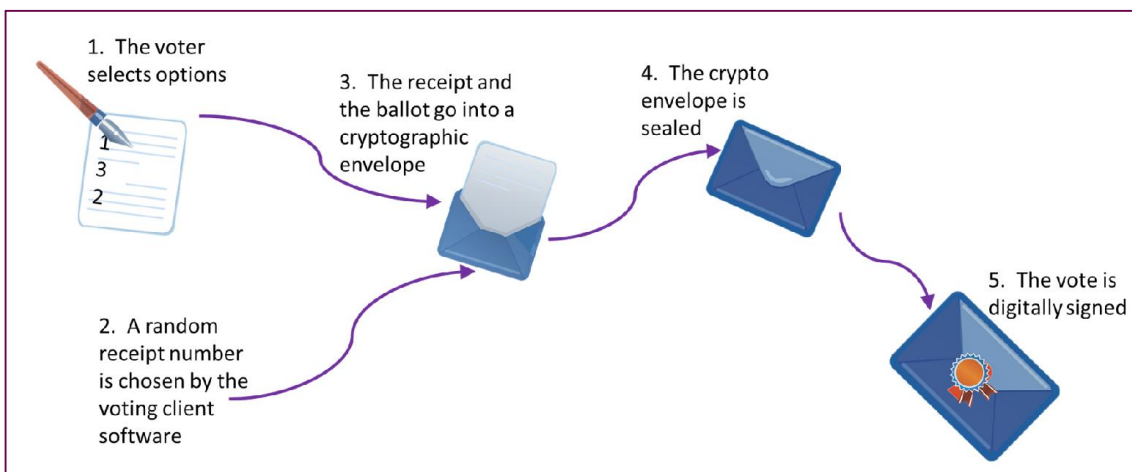 1. The voter
selects options
1
3
2
2. A random
receipt number
is chosen by the
voting client
software
3. The receipt and
the ballot go into a
cryptographic
envelope
4. The crypto
envelope is
sealed
5. The vote is
digitally signed